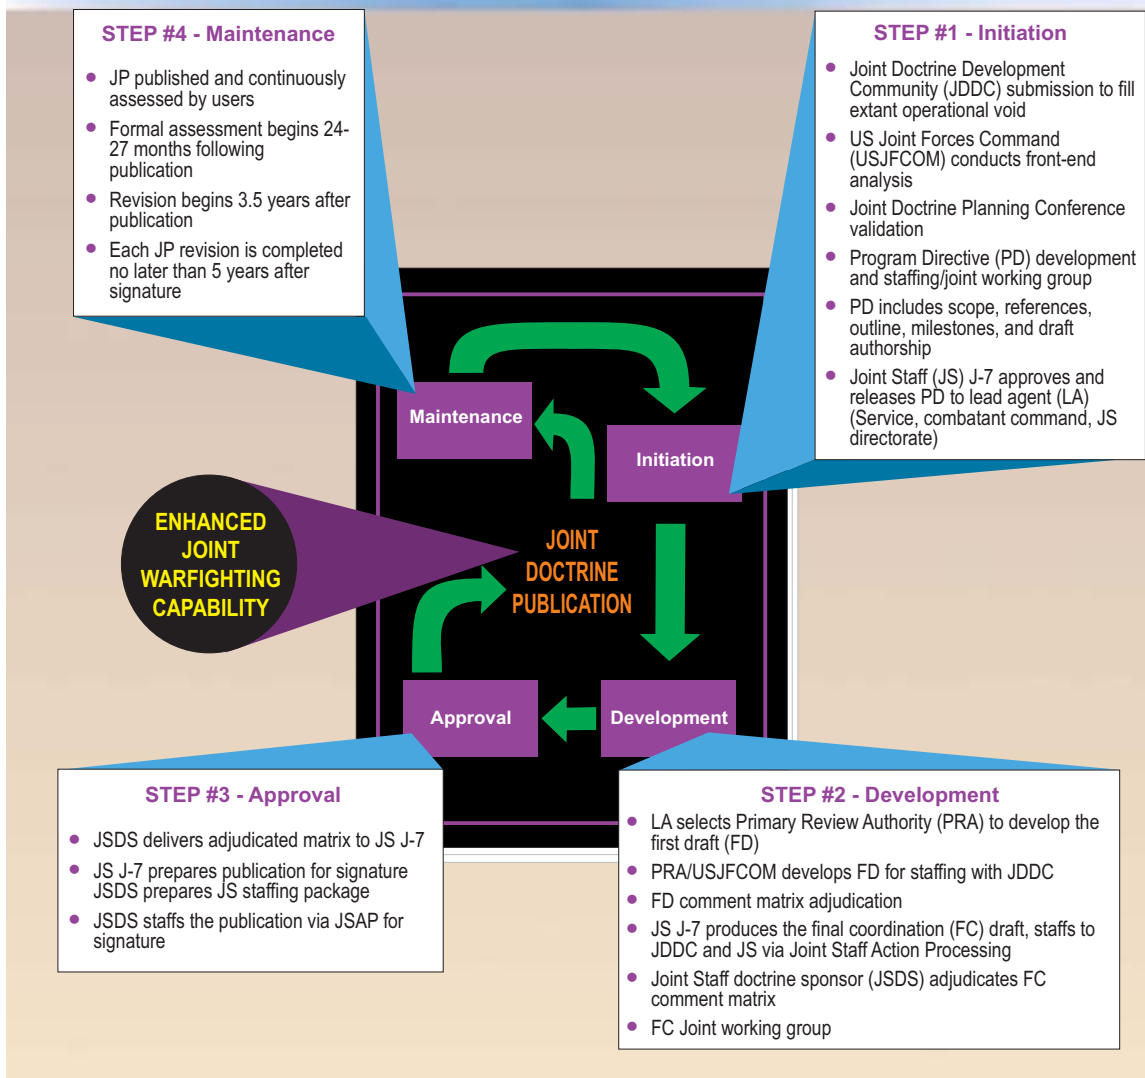 STEP #4 - Maintenance
JP published and continuously
assessed by users
Formal assessment begins 24-
27 months following
publication
Revision begins 3.5 years after
publication
Each JP revision is completed
no later than 5 years after
signature
STEP #1 - Initiation
Joint Doctrine Development
Community (JDDC) submission to fill
extant operational void
US Joint Forces Command
(USJFCOM) conducts front-end
analysis
Joint Doctrine Planning Conference
validation
Program Directive (PD) development
and staffing/joint working group
PD includes scope, references,
outline, milestones, and draft
authorship
Joint Staff (JS) J-7 approves and
releases PD to lead agent (LA)
(Service, combatant command, JS
directorate)
Maintenance
Initiation
ENHANCED
JOINT
WARFIGHTING
CAPABILITY
JOINT
DOCTRINE
PUBLICATION
Approval
Development
STEP #3 - Approval
JSDS delivers adjudicated matrix to JS J-7
JS J-7 prepares publication for signature
JSDS prepares JS staffing package
JSDS staffs the publication via JSAP for
signature
STEP #2 - Development
LA selects Primary Review Authority (PRA) to develop the
first draft (FD)
PRA/USJFCOM develops FD for staffing with JDDC
FD comment matrix adjudication
JS J-7 produces the final coordination (FC) draft, staffs to
JDDC and JS via Joint Staff Action Processing
Joint Staff doctrine sponsor (JSDS) adjudicates FC
comment matrix
FC Joint working group